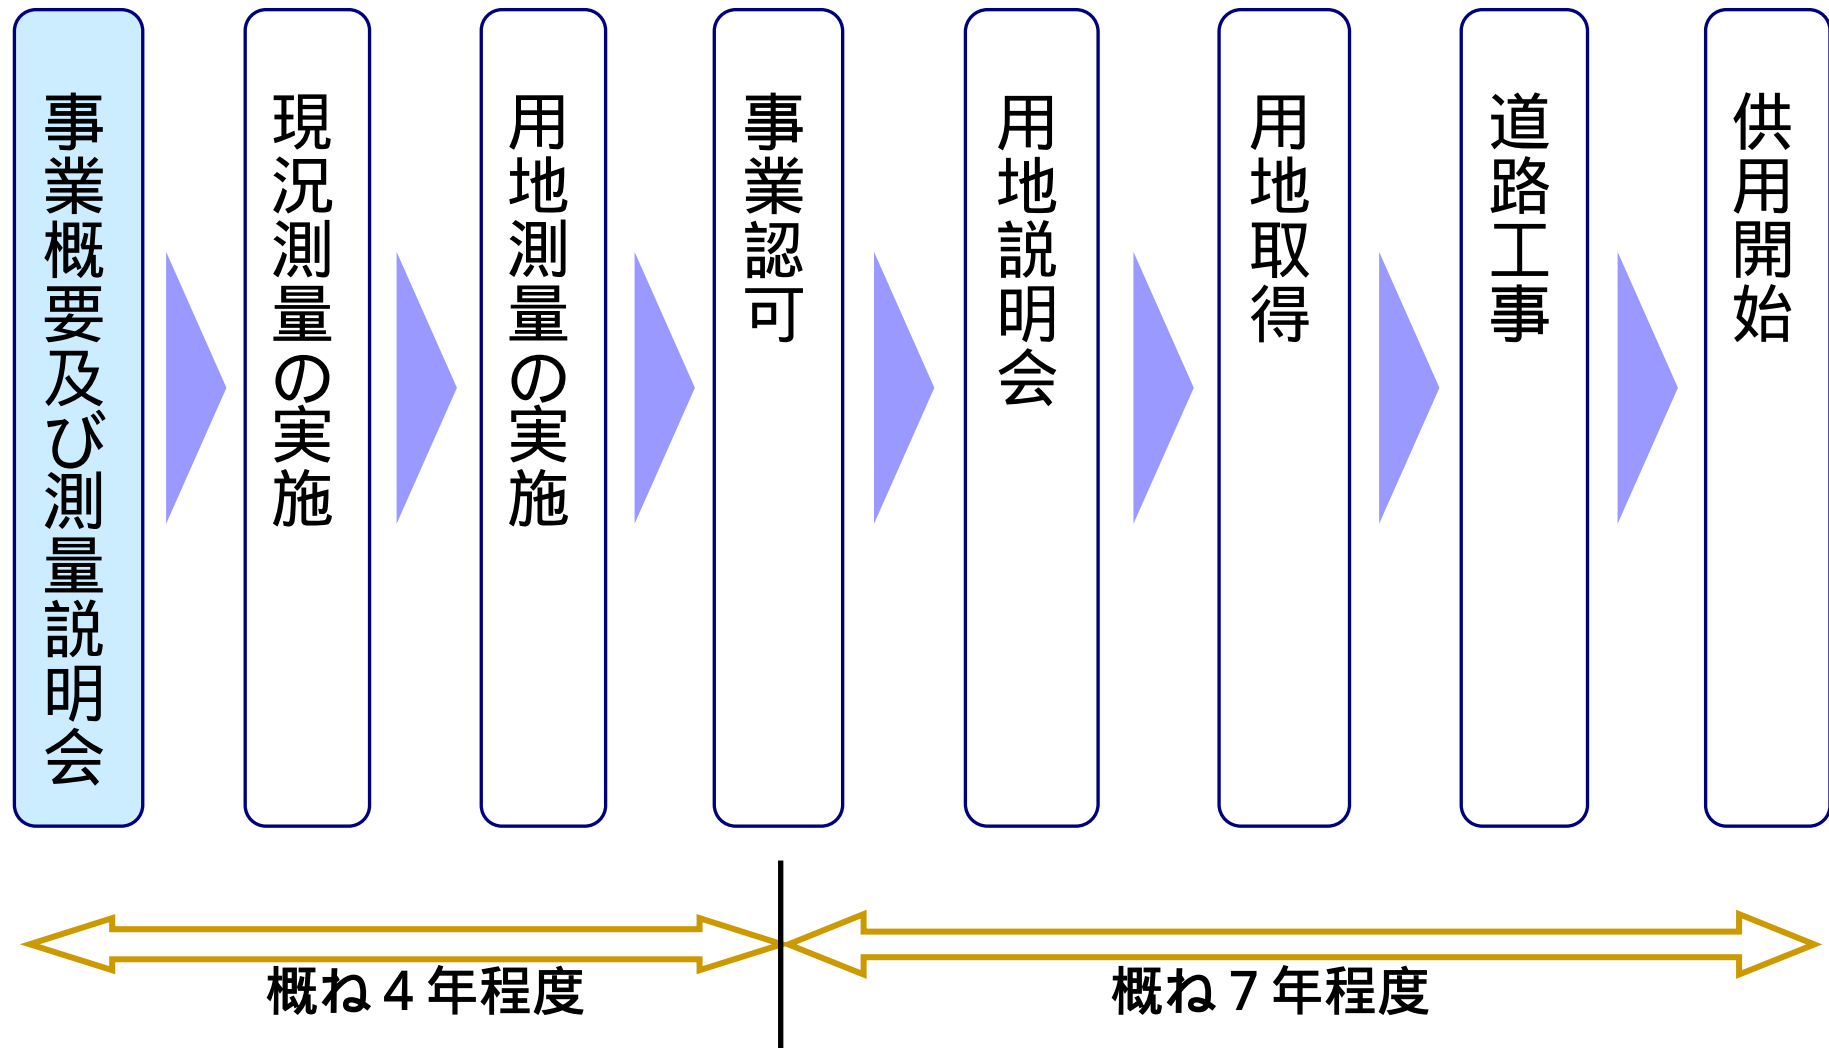 事業概要及び測量説明会
現況測量の実施
用地測量の実施
事業認可
用地説明会
用地取得
道路工事
供用開始
概ね４年程度
概ね７年程度